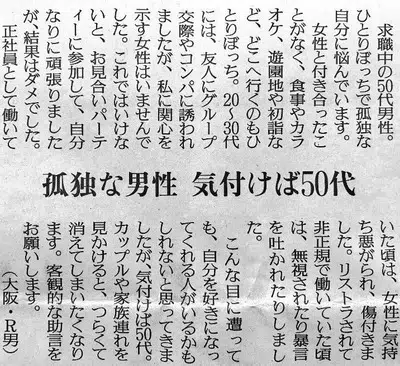 孤独な男性 気付けば50代
求職中の50代男性。
ひとりぼっちで孤独な
自分に悩んでいます。
女性と付き合ったこ
とがなく、食事やカラ
オケ、遊園地や初詣な
ど、どこへ行くのもひ
とりぼっち。20~30代
には、友人にグループ
交際やコンパに誘われ
ましたが、私に関心を
示す女性はいませんで
した。これではいけな
いと、お見合いパーテ
ィーに参加して、自分
なりに頑張りました
が、結果はダメでした。
正社員として働いて
いた頃は、女性に気持
ち悪がられ、傷付きま
した。リストラされて
非正規で働いていた頃
は、無視されたり暴言
を吐かれたりしまし
た。
こんな目に遭って
も、自分を好きになっ
てくれる人がいるかも
しれないと思ってきま
したが、気付けば50代。
カップルや家族連れを
見かけると、つらくて
消えてしまいたくなり
ます。客観的な助言を
お願いします。
(大阪・R男)